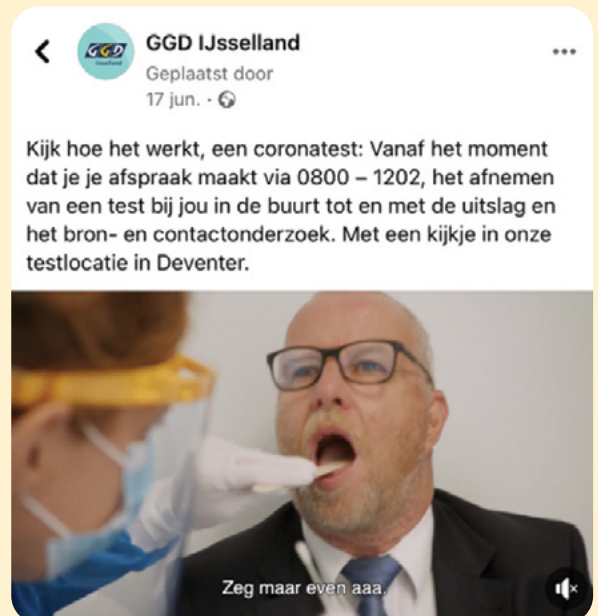 GGD IJsselland
GGD
IJsselland
Geplaatst door
17 jun. ·
Kijk hoe het werkt, een coronatest: Vanaf het moment
dat je je afspraak maakt via 0800 – 1202, het afnemen
van een test bij jou in de buurt tot en met de uitslag en
het bron- en contactonderzoek. Met een kijkje in onze
testlocatie in Deventer.
Zeg maar even aaa.